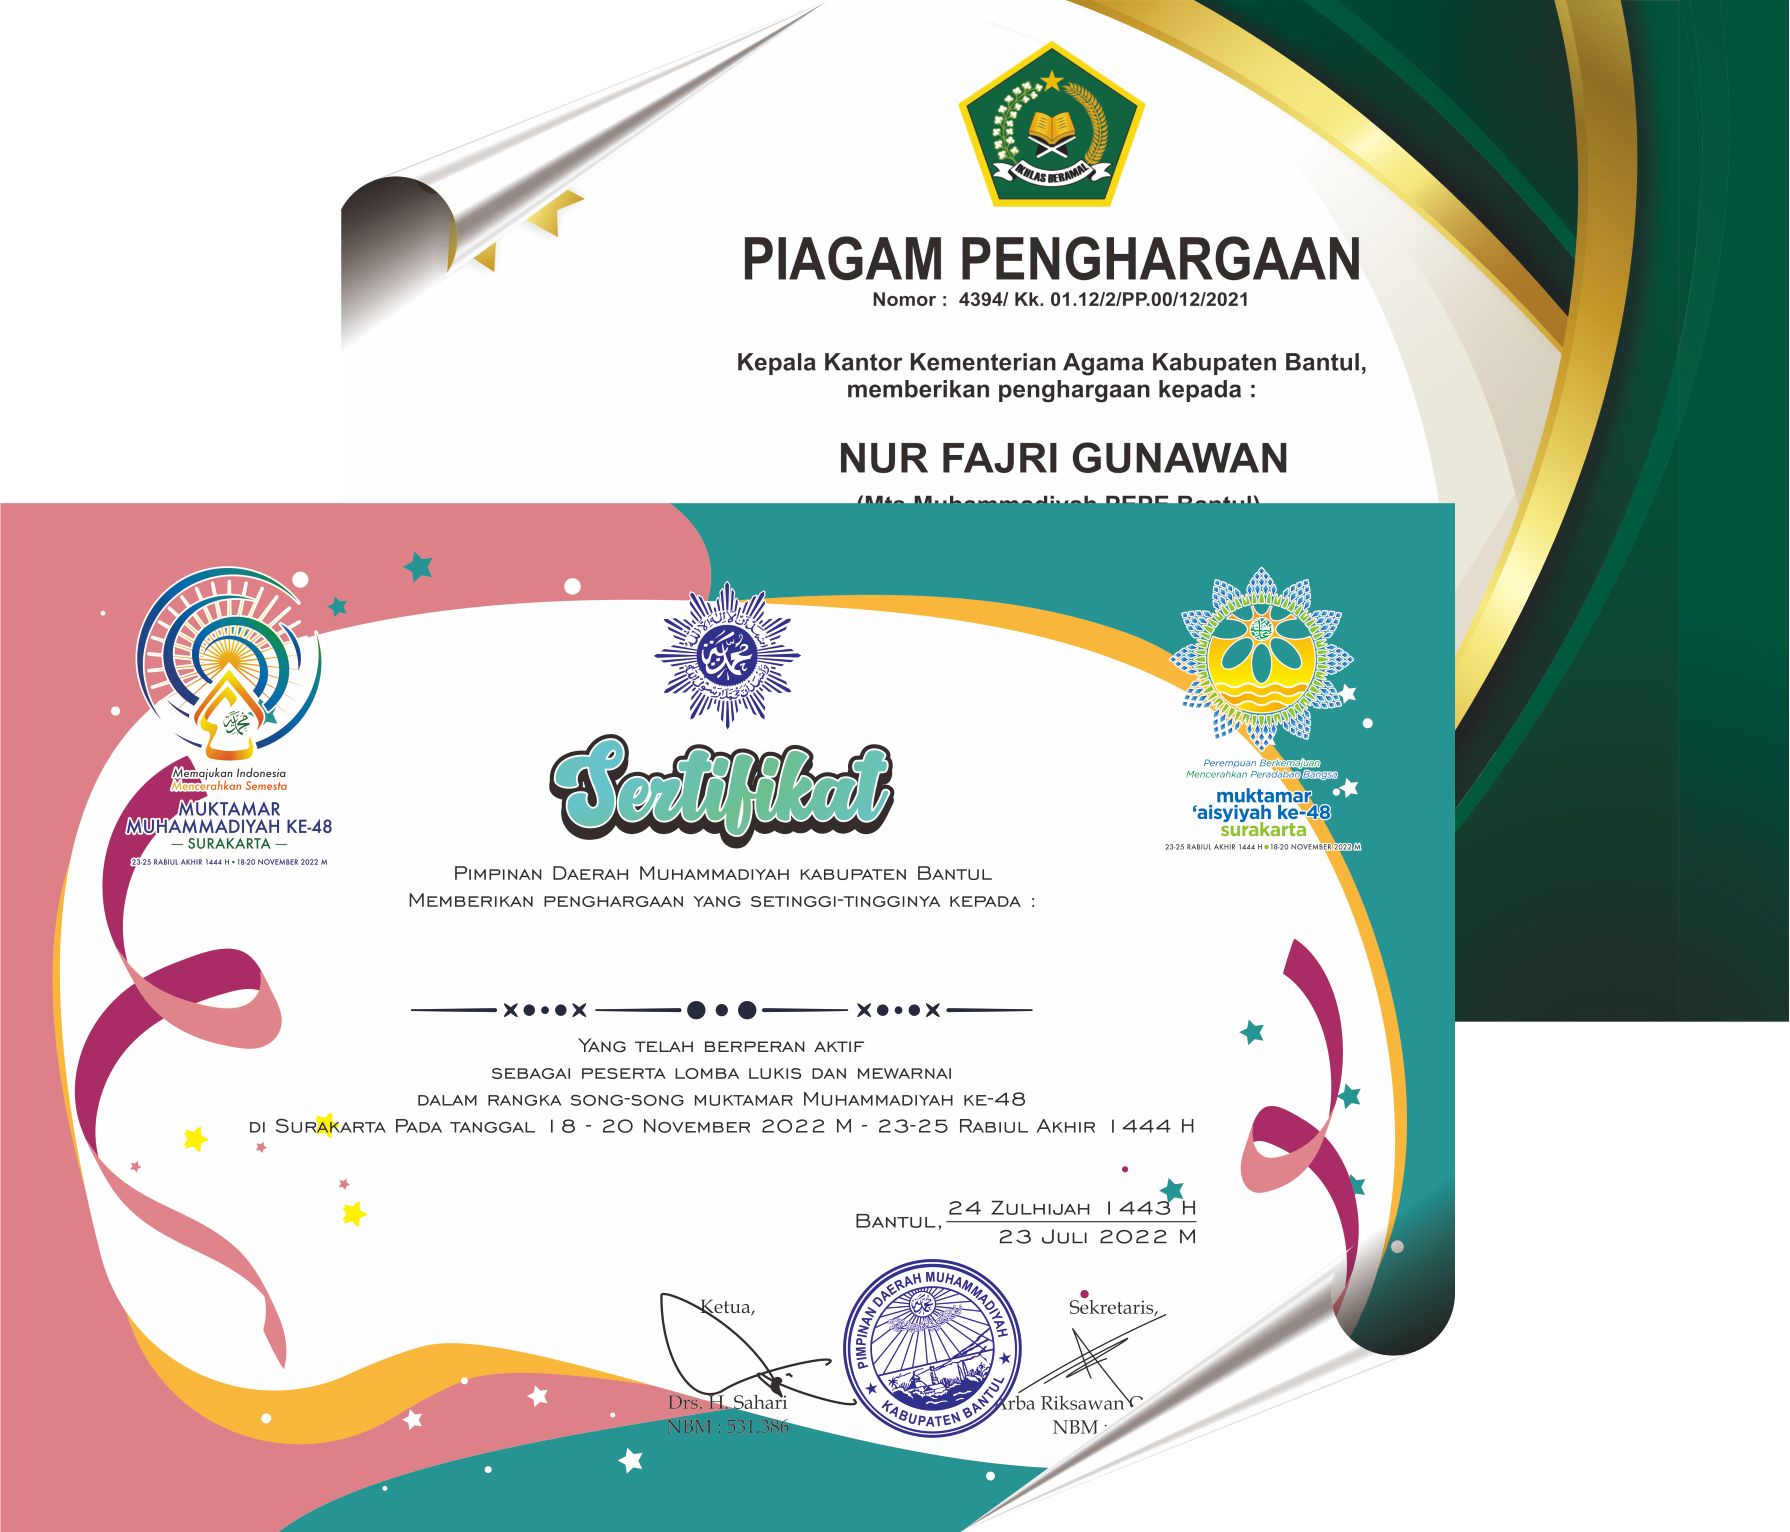 IKHLAS BERAMAL
PIAGAM PENGHARGAAN
Nomor : 4394/ Kk. 01.12/2/PP.00/12/2021
Kepala Kantor Kementerian Agama Kabupaten Bantul,
memberikan penghargaan kepada :
NUR FAJRI GUNAWAN
(Mts Muhammadiyah PEPE Bantul)
Memajukan Indonesia
Mencerahkan Semesta
MUKTAMAR
MUHAMMADIYAH KE-48
— SURAKARTA —
23-25 RABIUL AKHIR 1444 H • 18-20 NOVEMBER 2022 M
Perempuan Berkemajuan
Mencerahkan Peradaban Bangsa
muktamar
‘aisyiyah ke-48
surakarta
23-25 RABIUL AKHIR 1444 H • 18-20 NOVEMBER 2022 M
Sertifikat
Pimpinan Daerah Muhammadiyah kabupaten Bantul
Memberikan penghargaan yang setinggi-tingginya kepada :
Yang telah berperan aktif
sebagai peserta lomba lukis dan mewarnai
dalam rangka song-song muktamar Muhammadiyah ke-48
di Surakarta Pada tanggal 18 - 20 November 2022 M - 23-25 Rabiul Akhir 1444 H
Bantul, 24 Zulhijah 1443 H
23 Juli 2022 M
Ketua,
Drs. H. Sahari
NBM : 531.386
PIMPINAN DAERAH MUHAMMADIYAH
KABUPATEN BANTUL
Sekretaris,
Arba Riksawan
NBM :